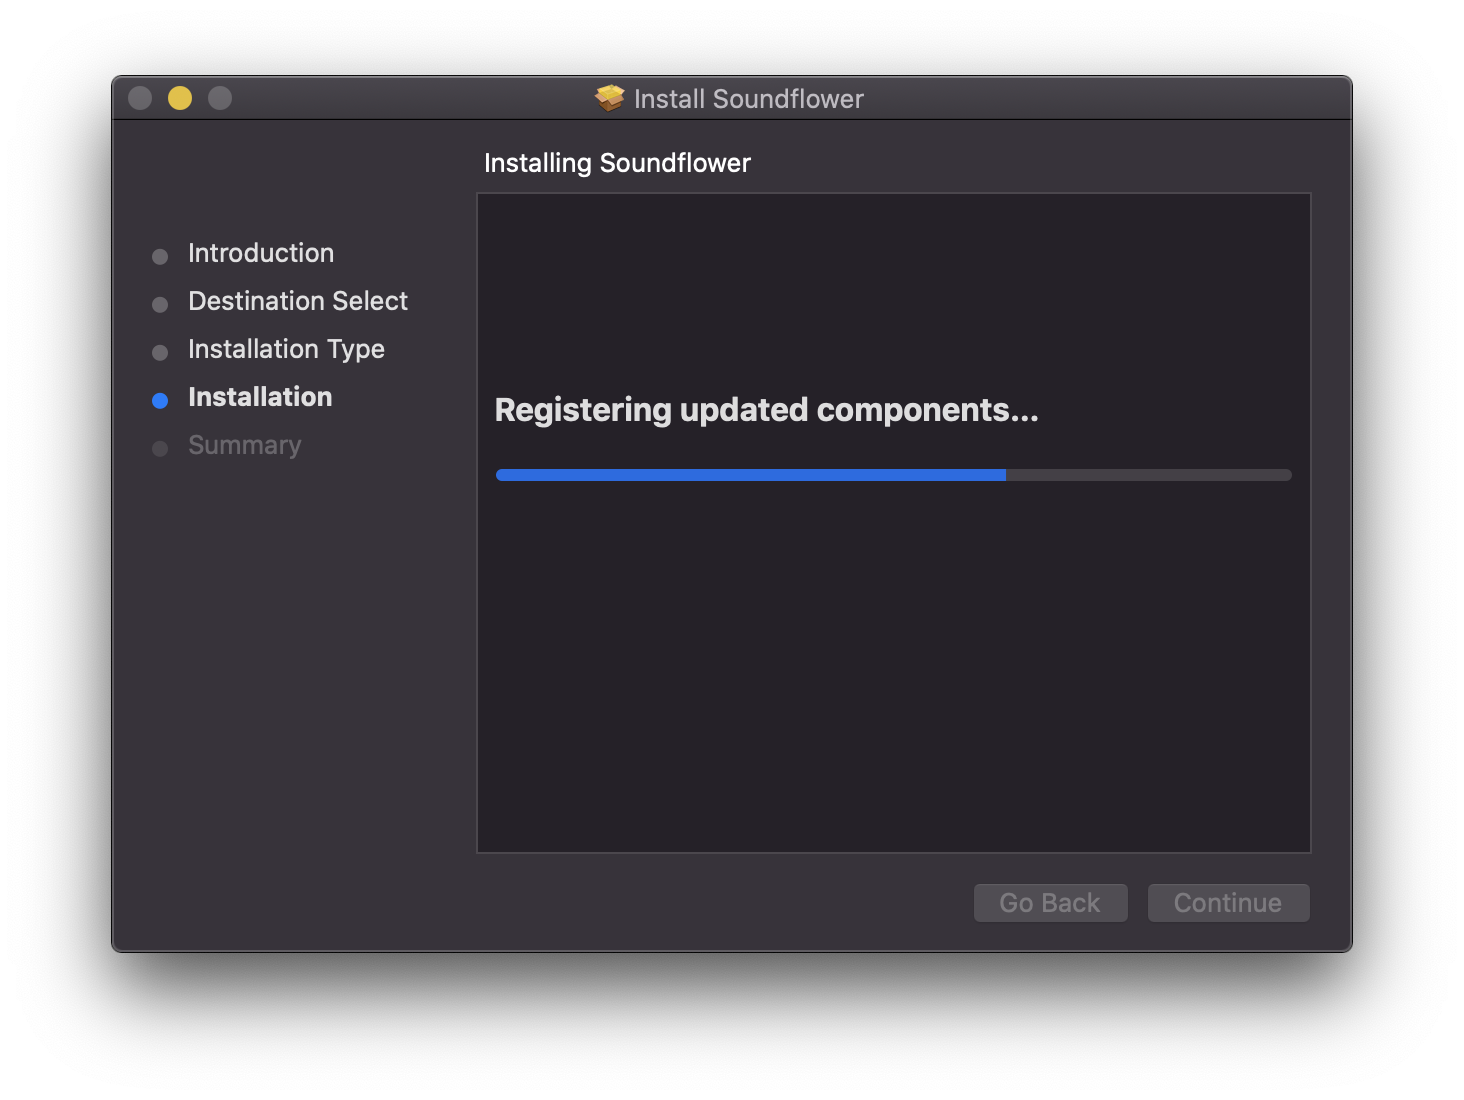 Install Soundflower
Installing Soundflower
Introduction
Destination Select
Installation Type
Installation
Summary
Registering updated components...
Go Back
Continue